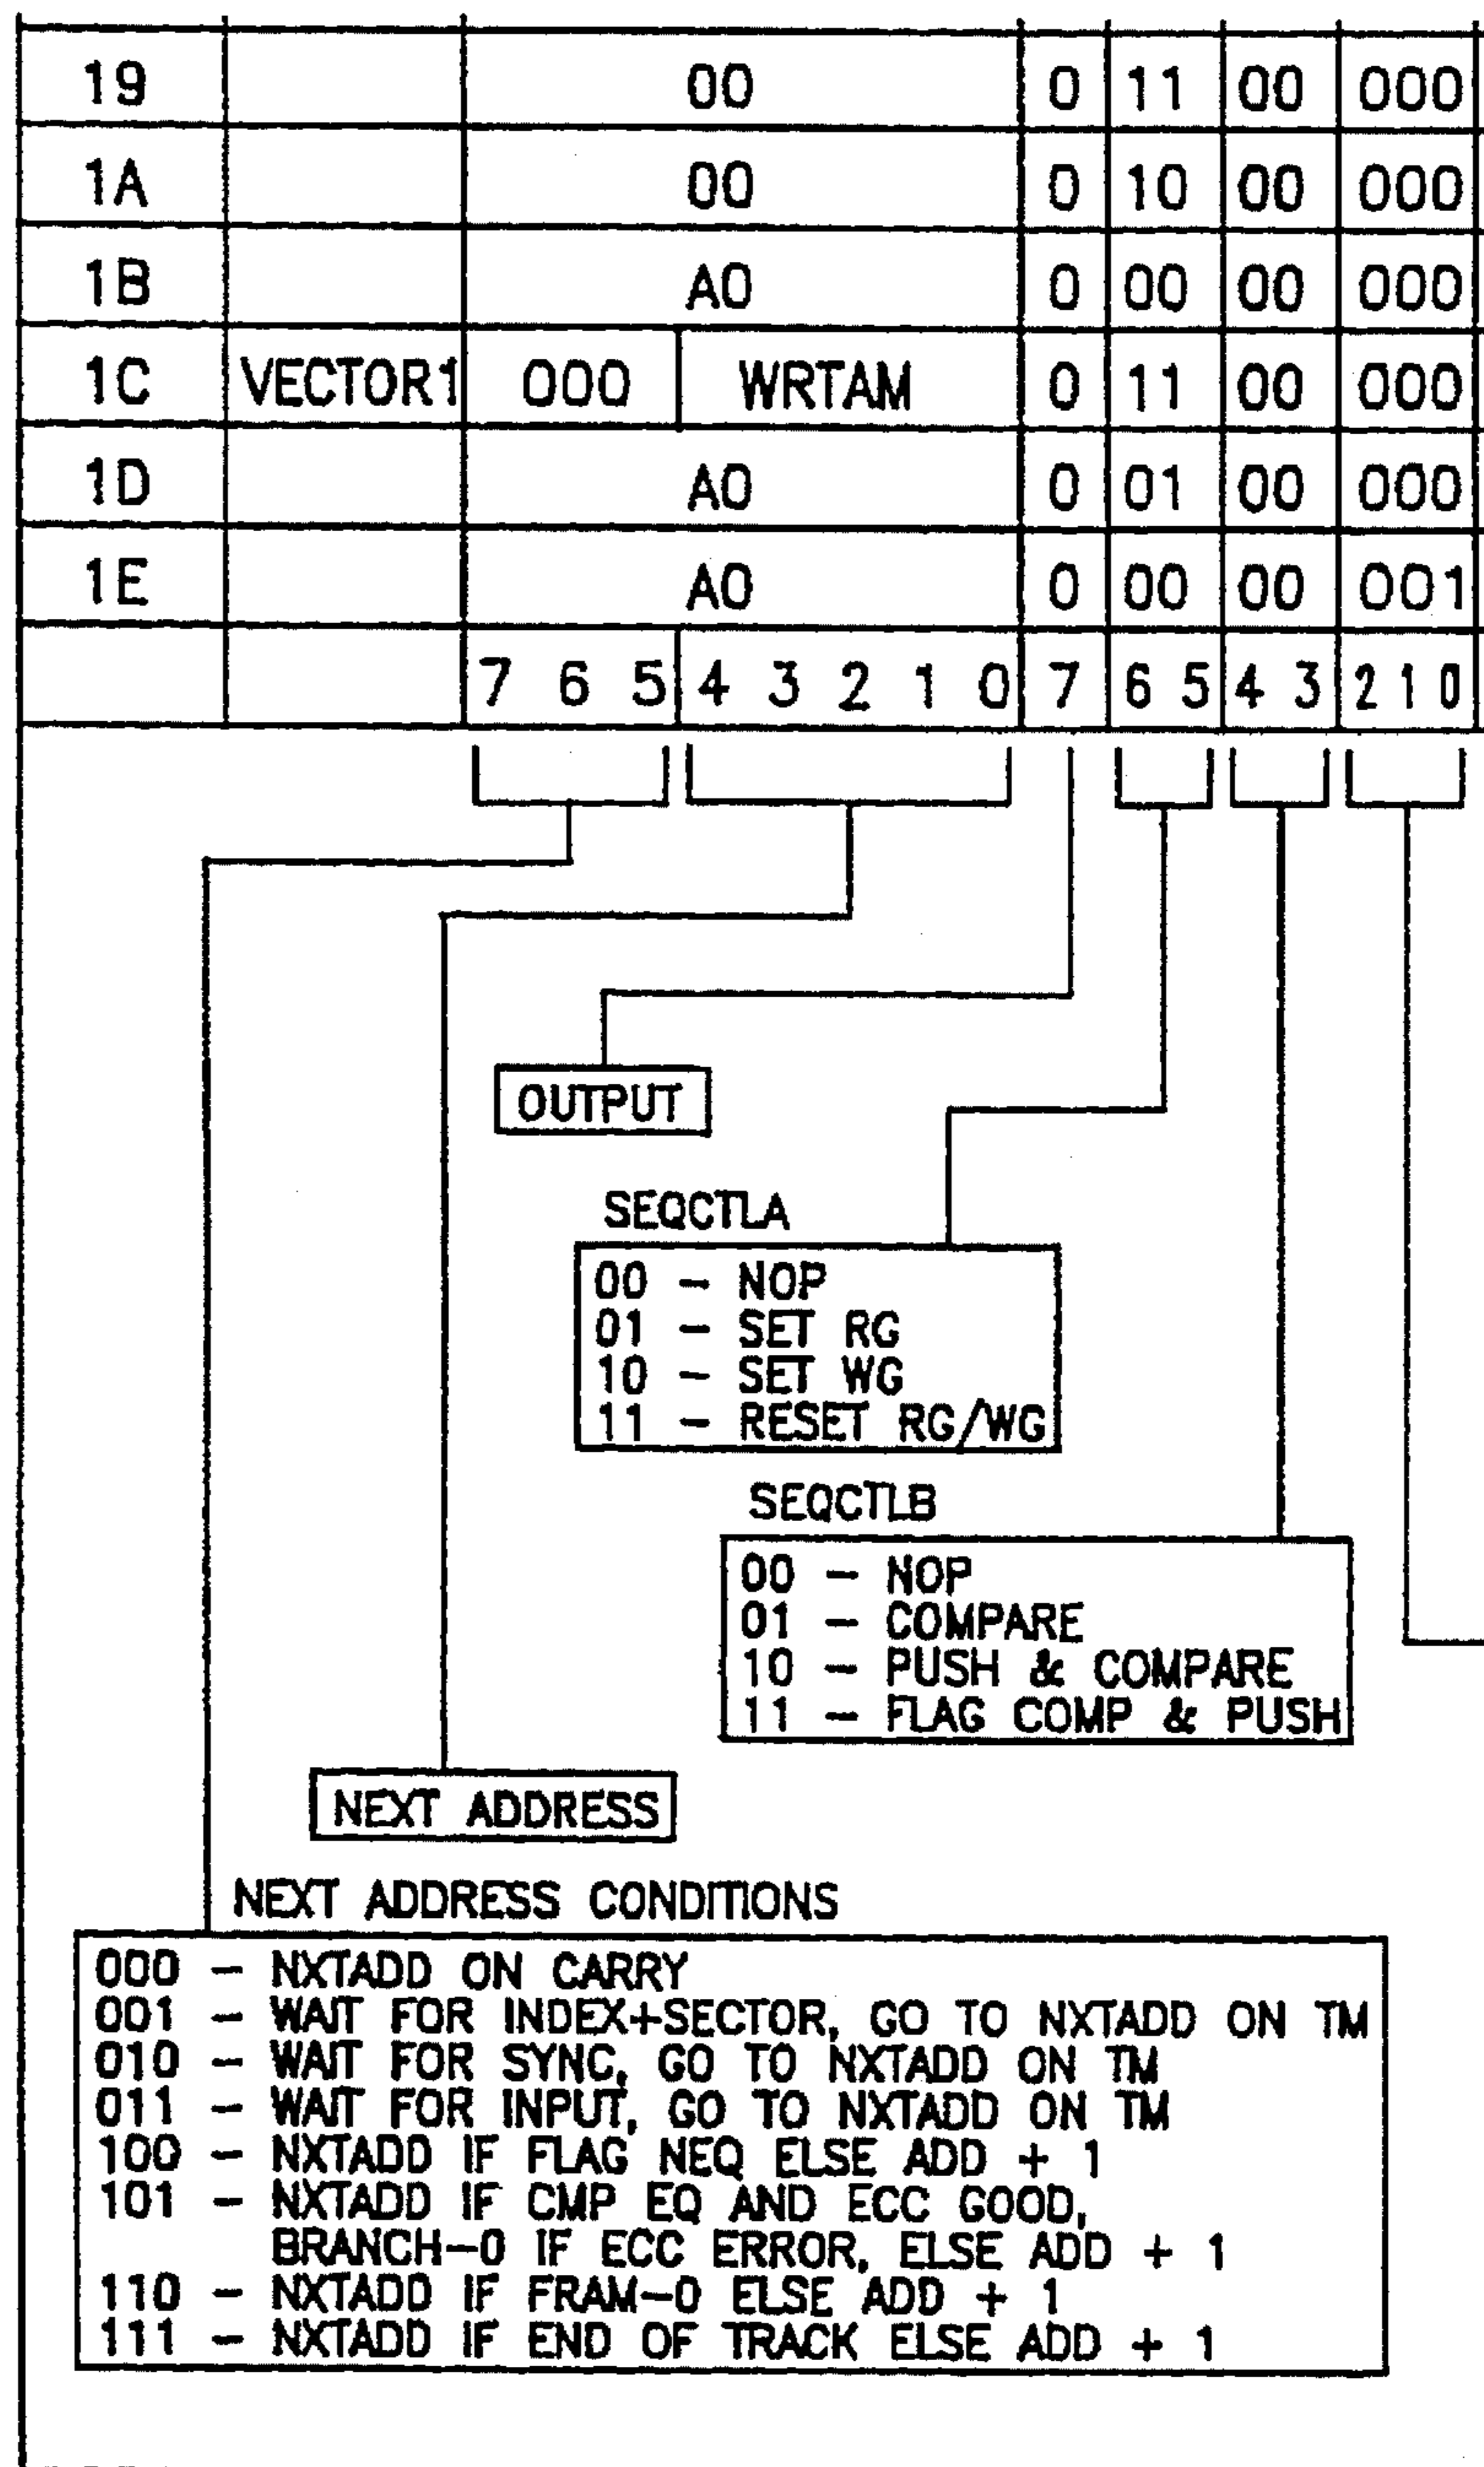 19 00 0 11 00 000
1A 00 0 10 00 000
1B A0 0 00 00 000
1C VECTOR1 000 WRTAM 0 11 00 000
1D A0 0 01 00 000
1E A0 0 00 00 001
7 6 5 4 3 2 1 0 7 6 5 4 3 2 1 0
OUTPUT
SEQCTLA
00 – NOP
01 – SET RG
10 – SET WG
11 – RESET RG/WG
SEQCTLB
00 – NOP
01 – COMPARE
10 – PUSH & COMPARE
11 – FLAG COMP & PUSH
NEXT ADDRESS
NEXT ADDRESS CONDITIONS
000 – NXTADD ON CARRY
001 – WAIT FOR INDEX+SECTOR, GO TO NXTADD ON TM
010 – WAIT FOR SYNC, GO TO NXTADD ON TM
011 – WAIT FOR INPUT, GO TO NXTADD ON TM
100 – NXTADD IF FLAG NEQ ELSE ADD + 1
101 – NXTADD IF CMP EQ AND ECC GOOD,
BRANCH–0 IF ECC ERROR, ELSE ADD + 1
110 – NXTADD IF FRAM–0 ELSE ADD + 1
111 – NXTADD IF END OF TRACK ELSE ADD + 1